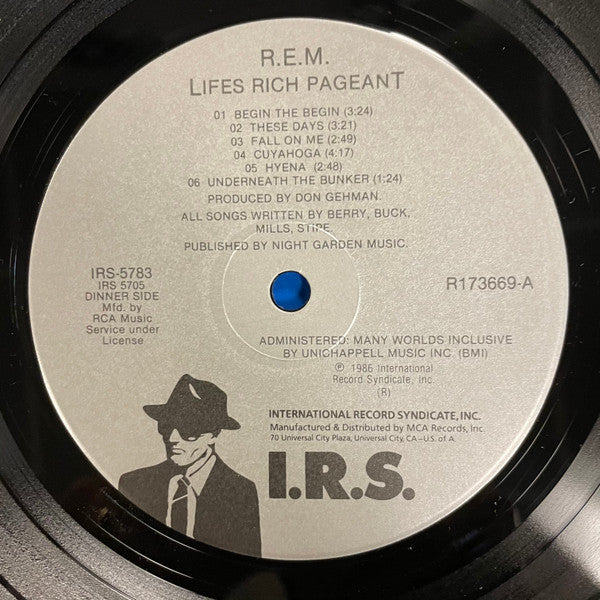 R.E.M.
LIFES RICH PAGEANT
01 BEGIN THE BEGIN (3:24)
02 THESE DAYS (3:21)
03 FALL ON ME (2:49)
04 CUYAHOGA (4:17)
05 HYENA (2:48)
06 UNDERNEATH THE BUNKER (1:24)
PRODUCED BY DON GEHMAN.
ALL SONGS WRITTEN BY BERRY, BUCK,
MILLS, STIPE.
PUBLISHED BY NIGHT GARDEN MUSIC.
IRS-5783
IRS 5705
DINNER SIDE
Mfd. by
RCA Music
Service under
License
R173669-A
ADMINISTERED: MANY WORLDS INCLUSIVE
BY UNICHAPPELL MUSIC INC. (BMI)
℗ 1986 International
Record Syndicate, Inc.
(R)
INTERNATIONAL RECORD SYNDICATE, INC.
Manufactured & Distributed by MCA Records, Inc.
70 Universal City Plaza, Universal City, CA – U.S. of A.
I.R.S.